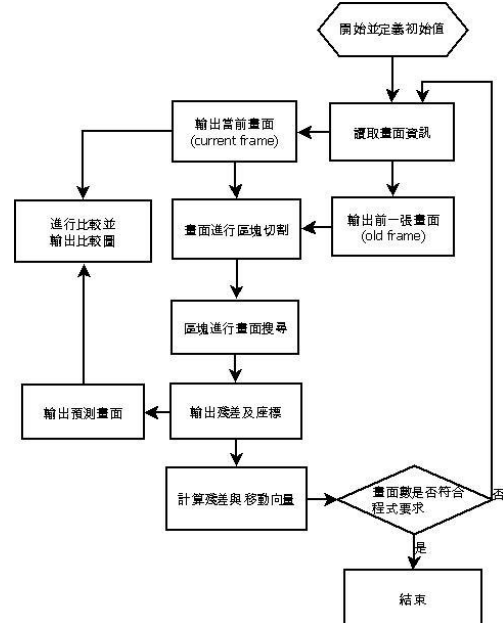 開始並定義初始值
讀取畫面資訊
輸出當前畫面
(current frame)
輸出前一張畫面
(old frame)
進行比較並
輸出比較圖
畫面進行區塊切割
區塊進行畫面搜尋
輸出殘差及座標
輸出預測畫面
計算殘差與移動向量
畫面數是否符合
程式要求
否
是
結束